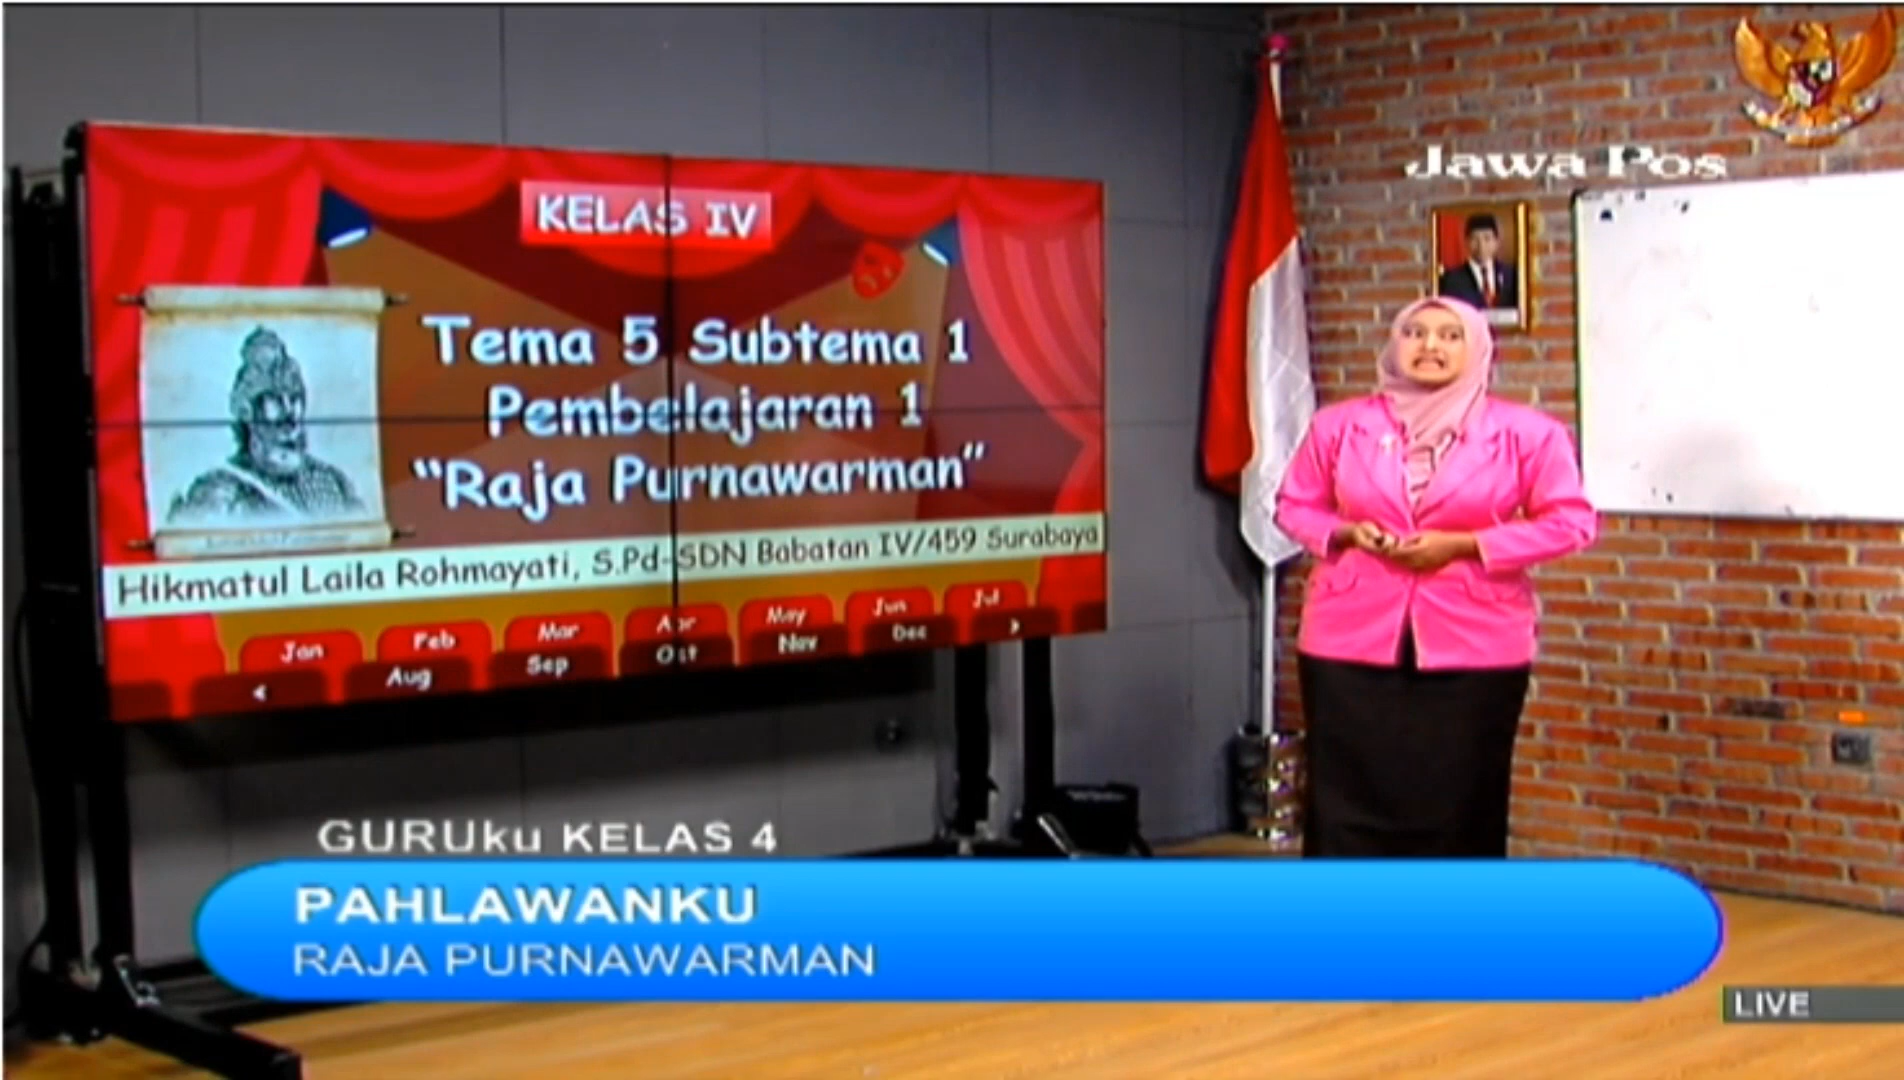 Jawa Pos
KELAS IV
Tema 5 Subtema 1
Pembelajaran 1
“Raja Purnawarman”
Hikmatul Laila Rohmayati, S.Pd-SDN Babatan IV/459 Surabaya
Jan Feb Mar Apr May Jun Jul
< Aug Sep Oct Nov Dec >
GURUku KELAS 4
PAHLAWANKU
RAJA PURNAWARMAN
LIVE